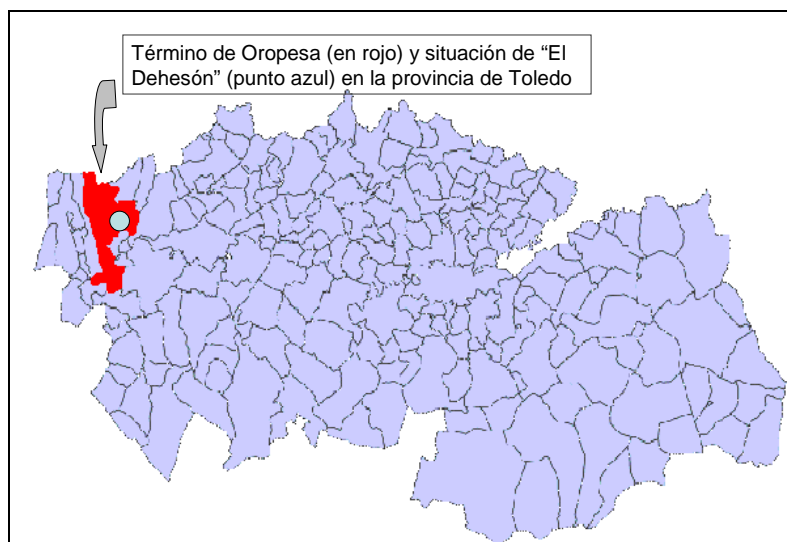 Término de Oropesa (en rojo) y situación de “El
Dehesón” (punto azul) en la provincia de Toledo